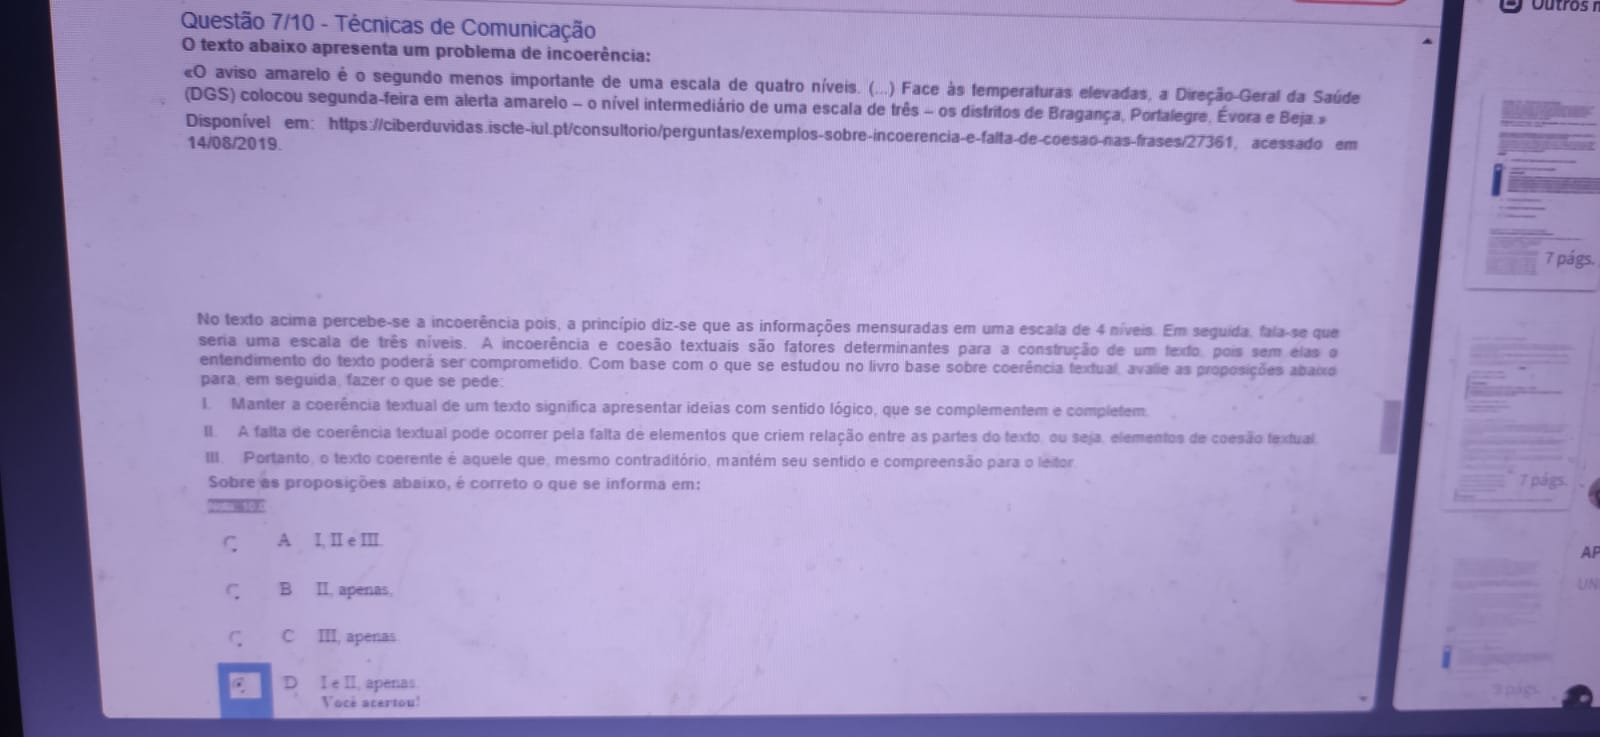 Outros
Questão 7/10 - Técnicas de Comunicação
O texto abaixo apresenta um problema de incoerência:
«O aviso amarelo é o segundo menos importante de uma escala de quatro níveis. (...) Face às temperaturas elevadas, a Direção-Geral da Saúde
(DGS) colocou segunda-feira em alerta amarelo – o nível intermediário de uma escala de três – os distritos de Bragança, Portalegre, Évora e Beja.»
Disponível em: https://ciberduvidas.iscte-iul.pt/consultorio/perguntas/exemplos-sobre-incoerencia-e-falta-de-coesao-nas-frases/27361, acessado em
14/08/2019.
7 págs.
No texto acima percebe-se a incoerência pois, a princípio diz-se que as informações mensuradas em uma escala de 4 níveis. Em seguida, fala-se que
seria uma escala de três níveis. A incoerência e coesão textuais são fatores determinantes para a construção de um texto, pois sem elas o
entendimento do texto poderá ser comprometido. Com base com o que se estudou no livro base sobre coerência textual, avalie as proposições abaixo
para, em seguida, fazer o que se pede:
I. Manter a coerência textual de um texto significa apresentar ideias com sentido lógico, que se complementem e completem.
II. A falta de coerência textual pode ocorrer pela falta de elementos que criem relação entre as partes do texto, ou seja, elementos de coesão textual.
III. Portanto, o texto coerente é aquele que, mesmo contraditório, mantém seu sentido e compreensão para o leitor.
Sobre as proposições abaixo, é correto o que se informa em:
7 págs.
A I, II e III.
B II, apenas.
C III, apenas.
D I e II, apenas.
Você acertou!
AP
UN
9 págs.